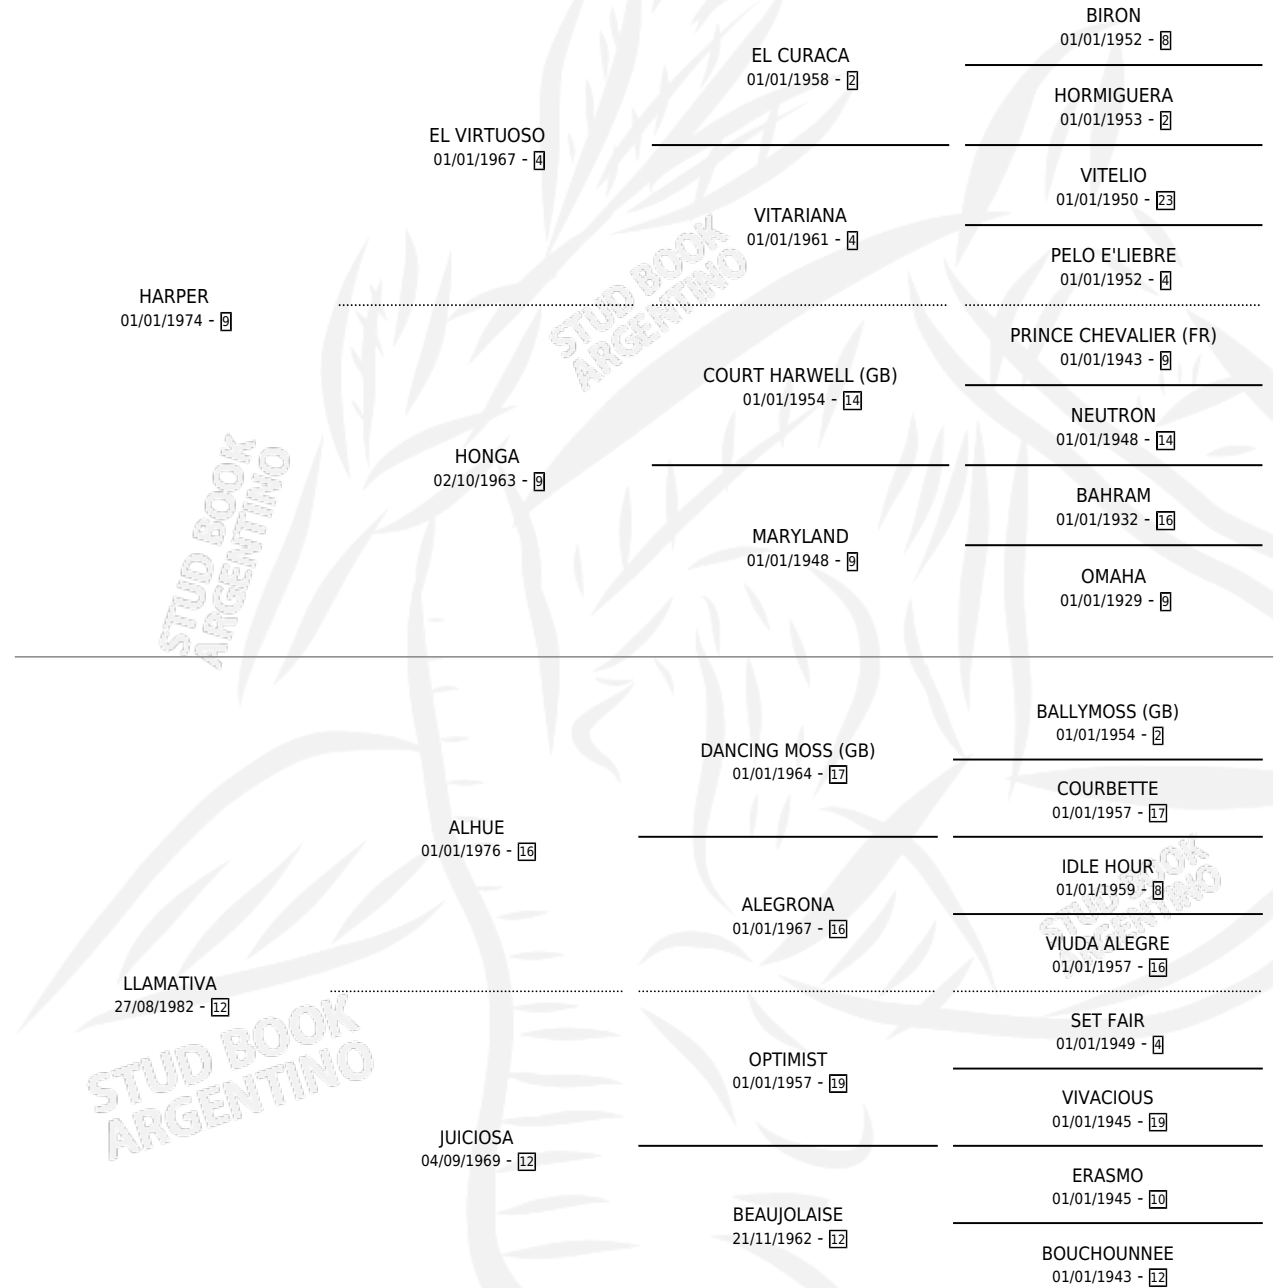 BIRON
01/01/1952 - 8
EL CURACA
01/01/1958 - 2
HORMIGUERA
01/01/1953 - 2
EL VIRTUOSO
01/01/1967 - 4
VITELIO
01/01/1950 - 23
VITARIANA
01/01/1961 - 4
PELO E'LIEBRE
01/01/1952 - 4
HARPER
01/01/1974 - 9
PRINCE CHEVALIER (FR)
01/01/1943 - 9
COURT HARWELL (GB)
01/01/1954 - 14
NEUTRON
01/01/1948 - 14
HONGA
02/10/1963 - 9
BAHRAM
01/01/1932 - 16
MARYLAND
01/01/1948 - 9
OMAHA
01/01/1929 - 9
BALLYMOSS (GB)
01/01/1954 - 2
DANCING MOSS (GB)
01/01/1964 - 17
COURBETTE
01/01/1957 - 17
ALHUE
01/01/1976 - 16
IDLE HOUR
01/01/1959 - 8
ALEGRONA
01/01/1967 - 16
VIUDA ALEGRE
01/01/1957 - 16
LLAMATIVA
27/08/1982 - 12
SET FAIR
01/01/1949 - 4
OPTIMIST
01/01/1957 - 19
VIVACIOUS
01/01/1945 - 19
JUICIOSA
04/09/1969 - 12
ERASMO
01/01/1945 - 10
BEAUJOLAISE
21/11/1962 - 12
BOUCHOUNNEE
01/01/1943 - 12
STUD BOOK
ARGENTINO
STUD BOOK
ARGENTINO
STUD BOOK
ARGENTINO
STUD BOOK
ARGENTINO